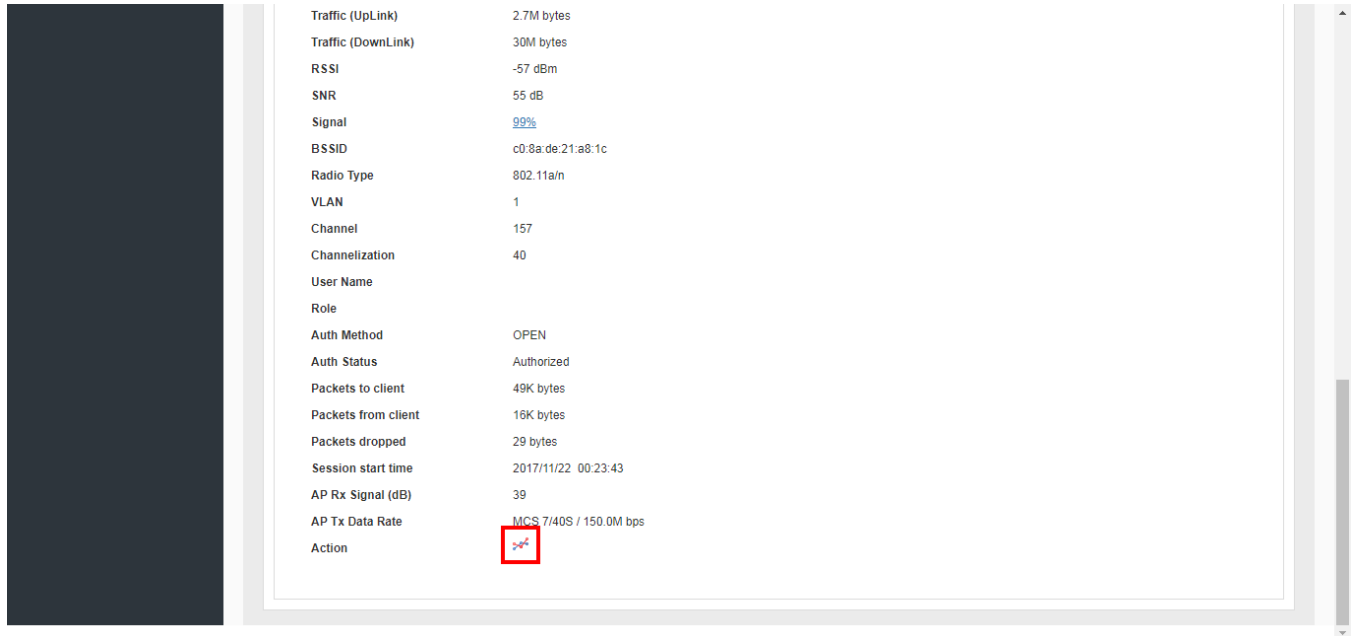 Traffic (UpLink) 2.7M bytes
Traffic (DownLink) 30M bytes
RSSI -57 dBm
SNR 55 dB
Signal 99%
BSSID c0:8a:de:21:a8:1c
Radio Type 802.11a/n
VLAN 1
Channel 157
Channelization 40
User Name
Role
Auth Method OPEN
Auth Status Authorized
Packets to client 49K bytes
Packets from client 16K bytes
Packets dropped 29 bytes
Session start time 2017/11/22 00:23:43
AP Rx Signal (dB) 39
AP Tx Data Rate MCS 7/40S / 150.0M bps
Action